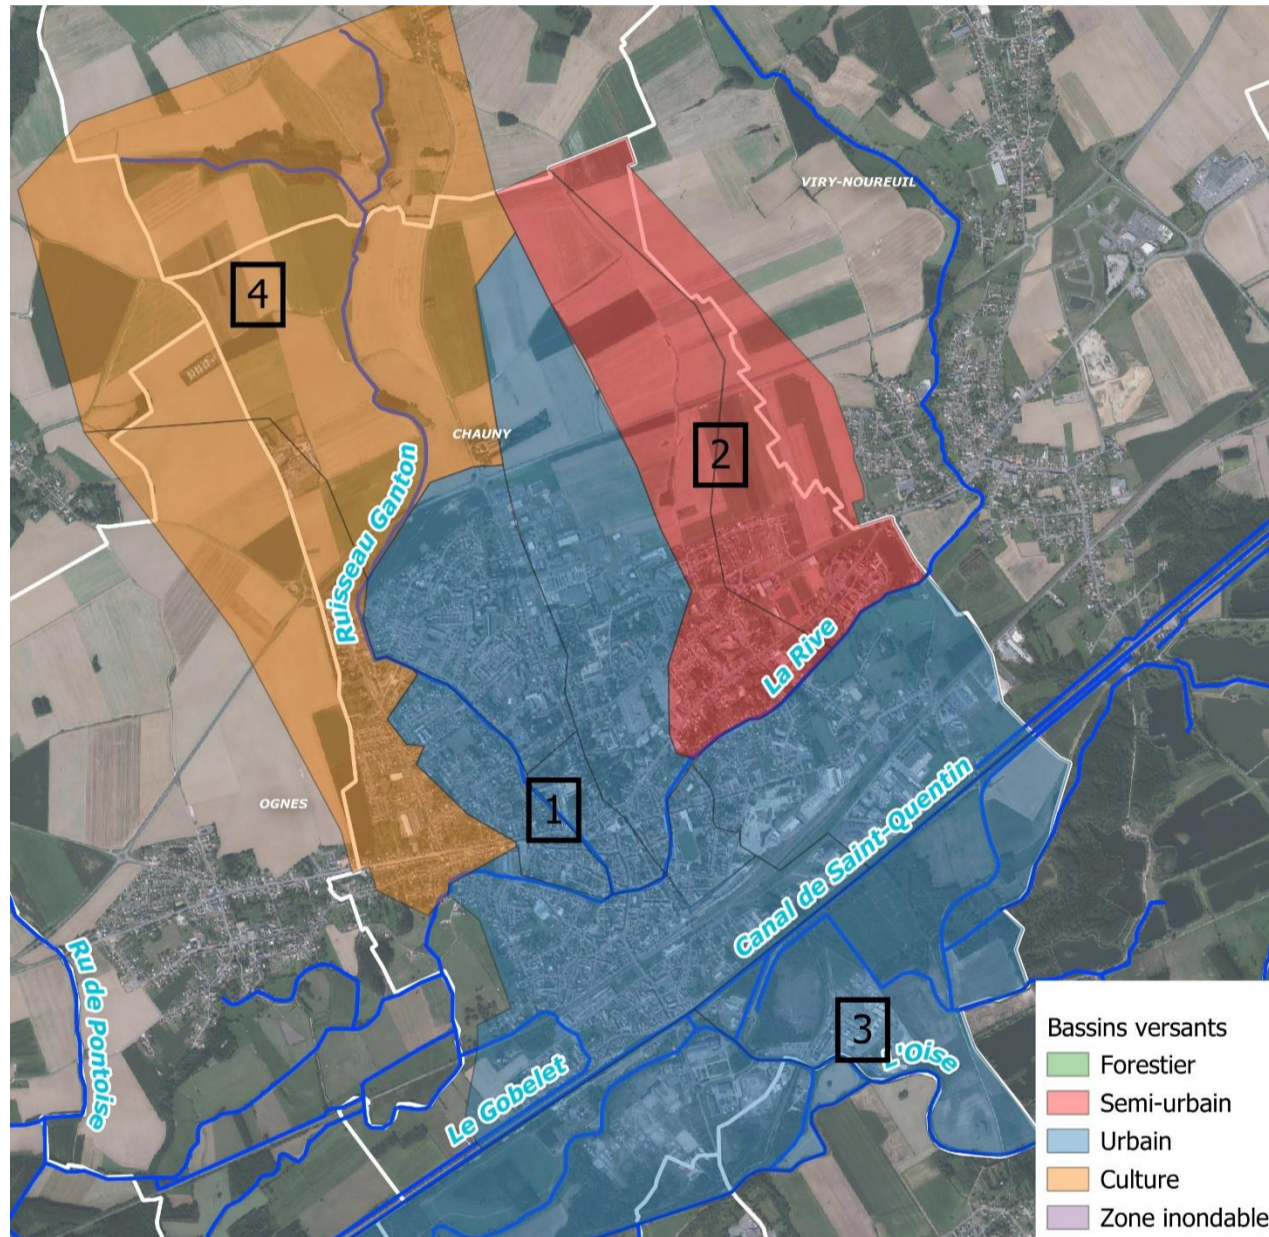 VIRY-NOUREUIL
4
CHAUNY
2
Ruisseau Ganton
La Rive
OGNES
1
Canal de Saint-Quentin
Ru de Pontoise
3
L'Oise
Le Gobelet
Bassins versants
Forestier
Semi-urbain
Urbain
Culture
Zone inondable